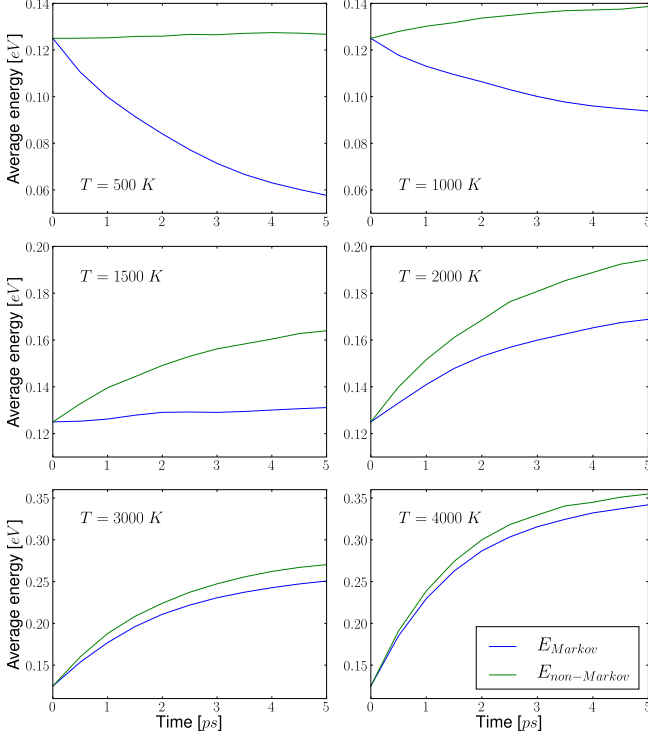 0.14
0.12
0.10
0.08
0.06
Average energy [eV]
T = 500 K
0 1 2 3 4 5
0.14
0.12
0.10
0.08
0.06
T = 1000 K
0 1 2 3 4 5
0.20
0.18
0.16
0.14
0.12
Average energy [eV]
T = 1500 K
0 1 2 3 4 5
0.20
0.18
0.16
0.14
0.12
T = 2000 K
0 1 2 3 4 5
0.35
0.30
0.25
0.20
0.15
Average energy [eV]
T = 3000 K
0 1 2 3 4 5
Time [ps]
0.35
0.30
0.25
0.20
0.15
T = 4000 K
E_Markov
E_non−Markov
0 1 2 3 4 5
Time [ps]